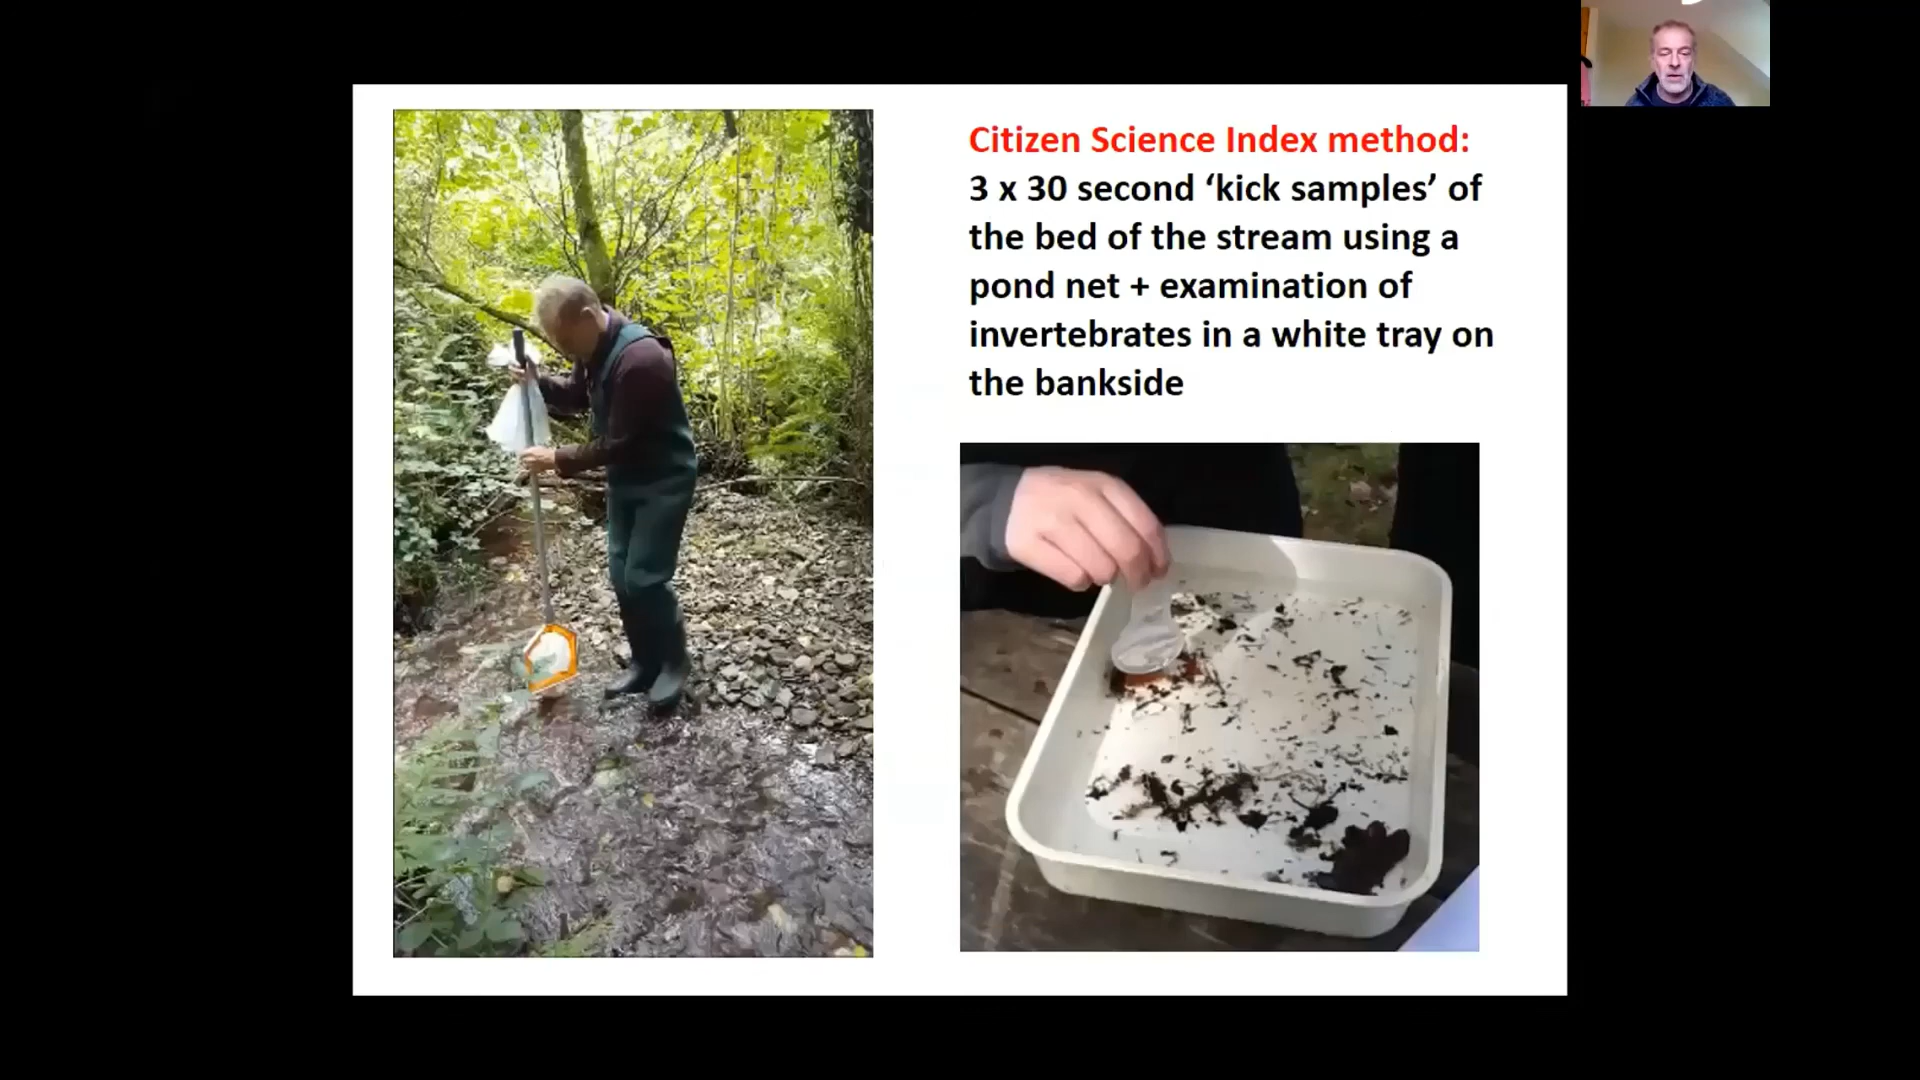 Citizen Science Index method:
3 x 30 second ‘kick samples’ of
the bed of the stream using a
pond net + examination of
invertebrates in a white tray on
the bankside